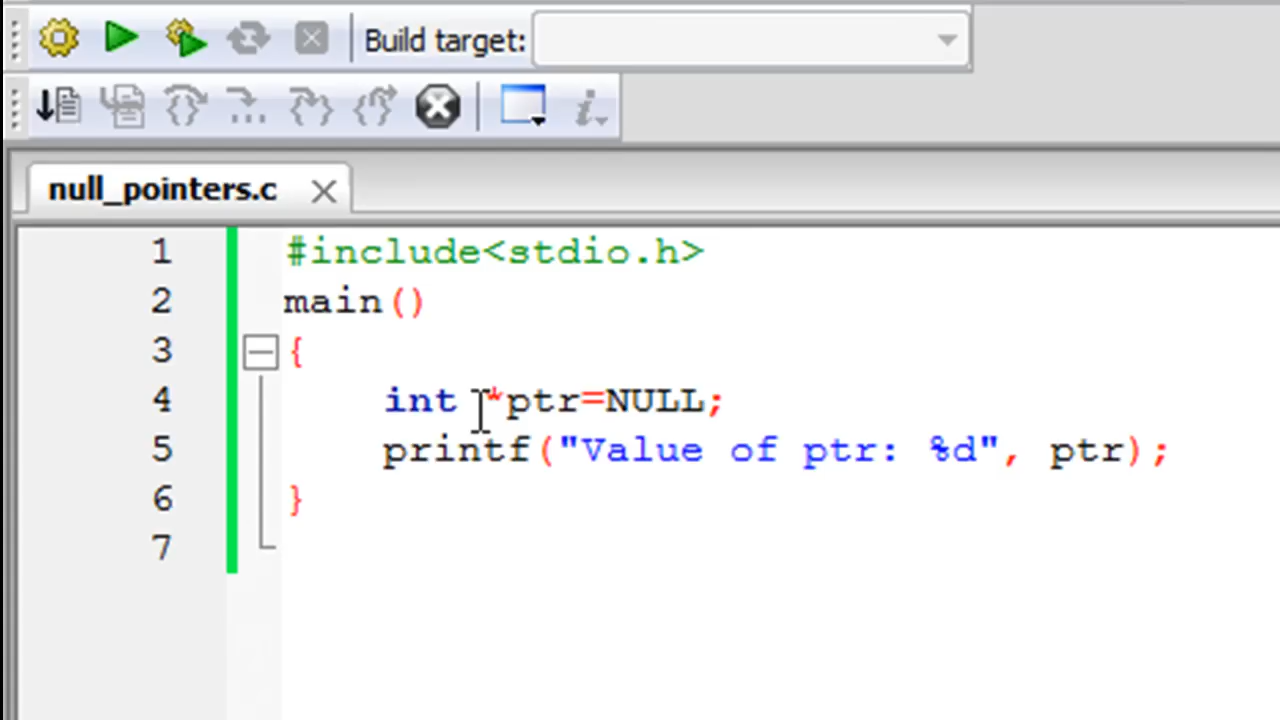 Build target:
null_pointers.c
1 #include<stdio.h>
2 main()
3 {
4 int *ptr=NULL;
5 printf("Value of ptr: %d", ptr);
6 }
7